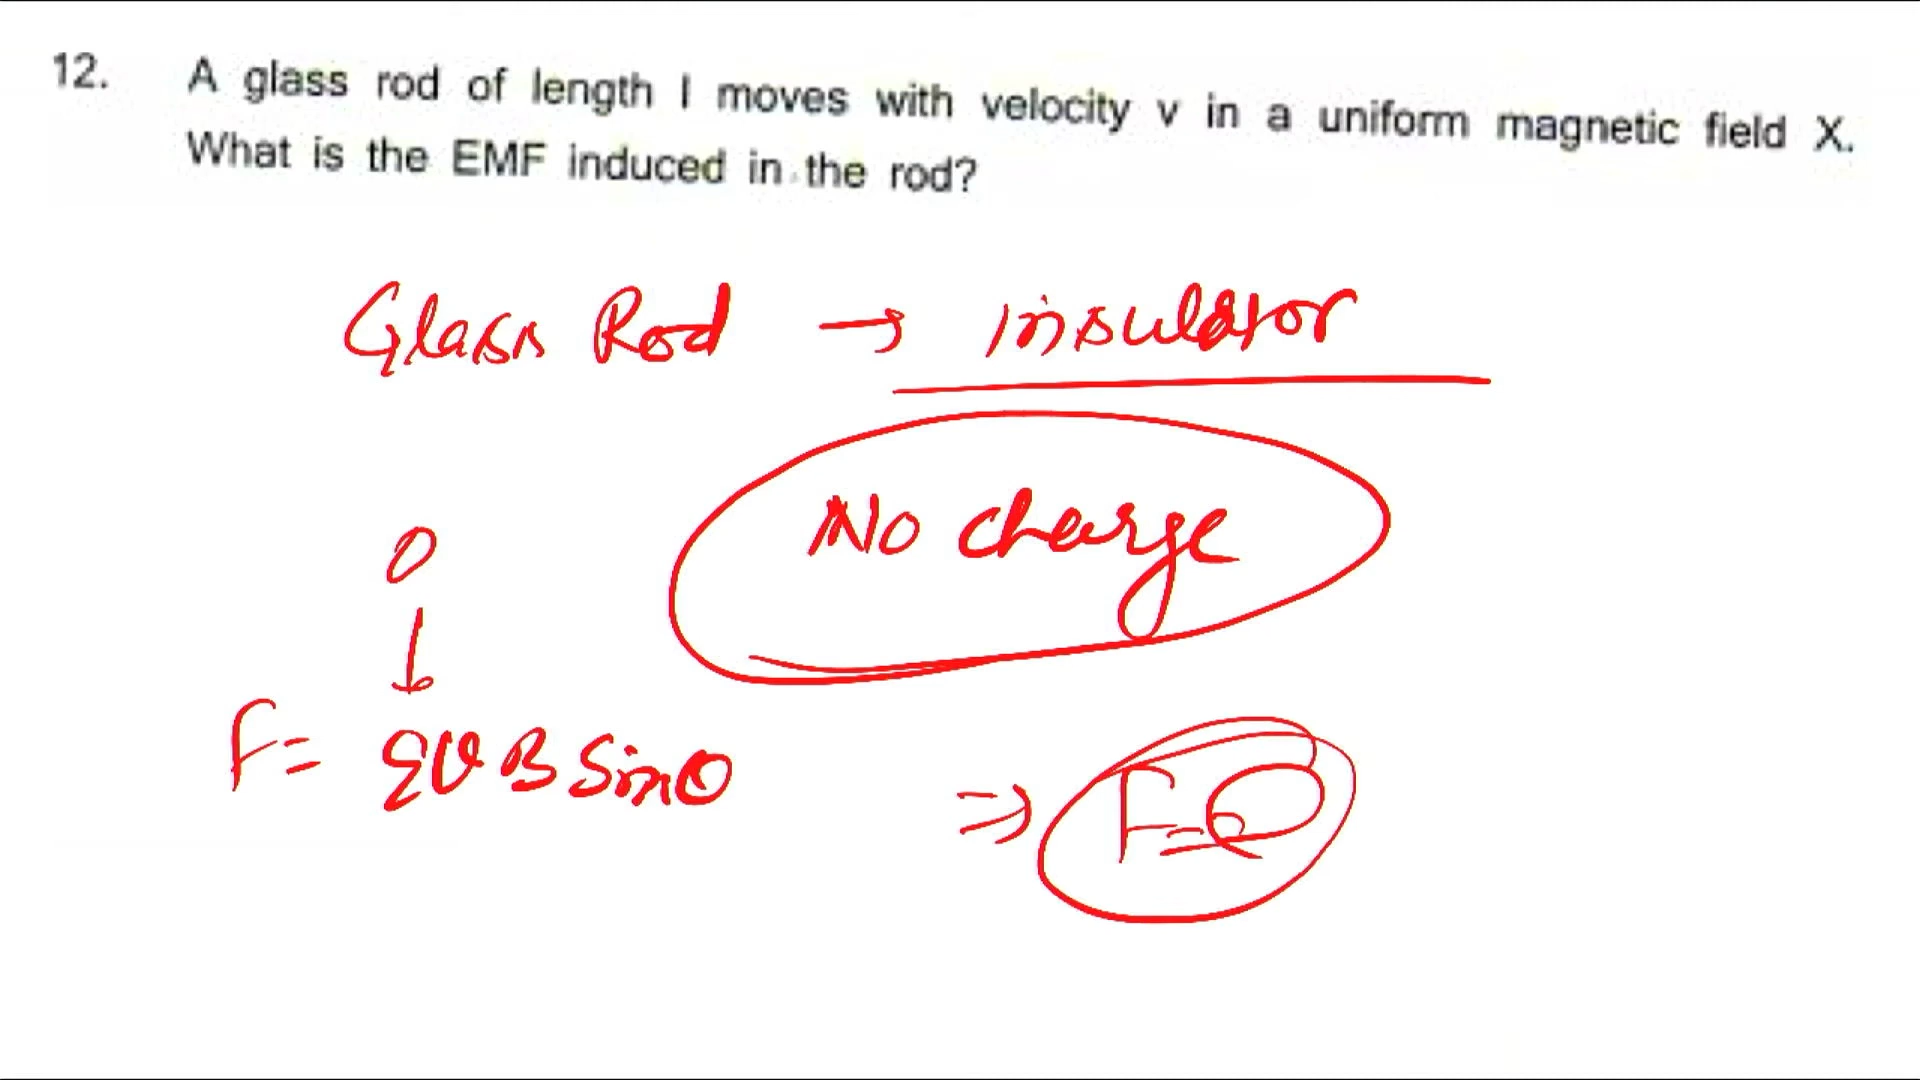 12. A glass rod of length l moves with velocity v in a uniform magnetic field X.
What is the EMF induced in the rod?
Glass Rod → insulator
No charge
0
↓
F = qvB Sinθ
⇒ F=0